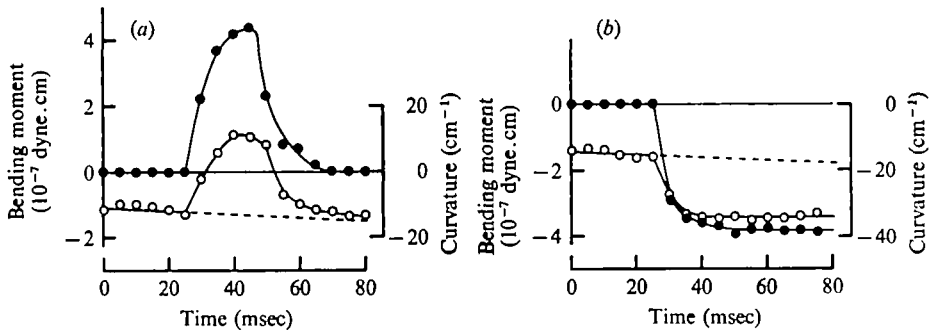 (a)
Bending moment
(10⁻⁷ dyne.cm)
4
2
0
−2
20
0
−20
Curvature (cm⁻¹)
0 20 40 60 80
Time (msec)
(b)
Bending moment
(10⁻⁷ dyne.cm)
0
−2
−4
0
−20
−40
Curvature (cm⁻¹)
0 20 40 60 80
Time (msec)